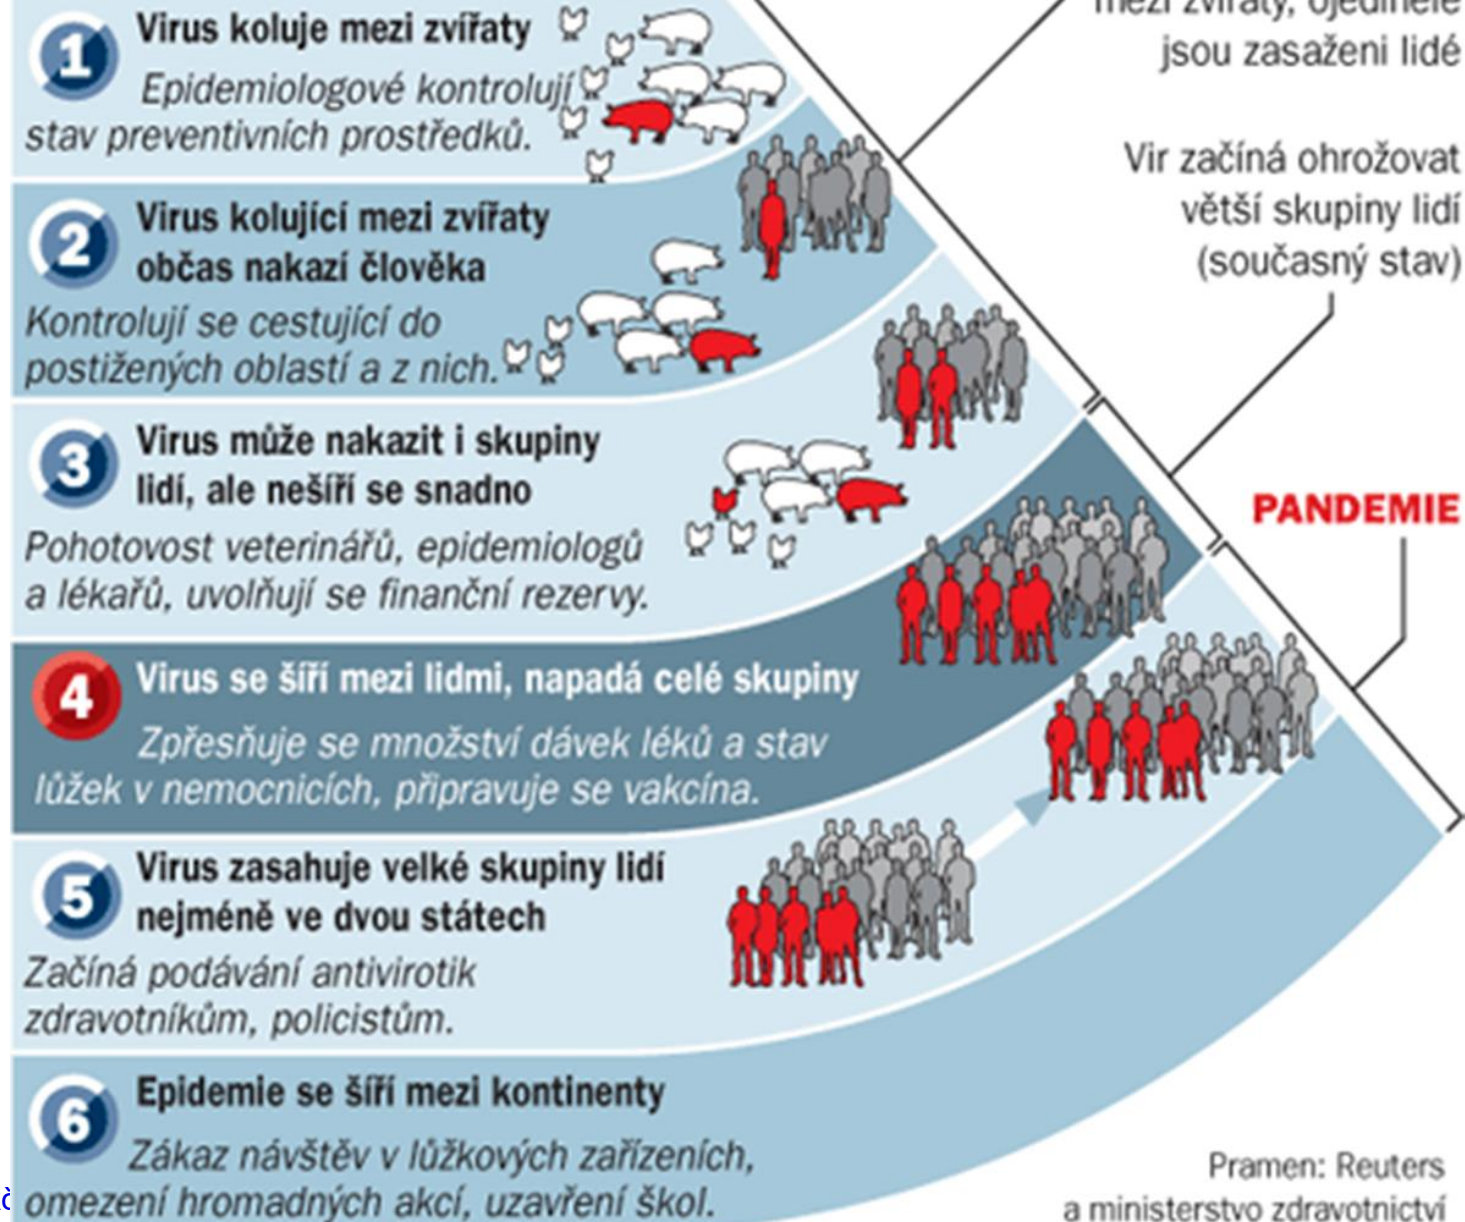 1
Virus koluje mezi zvířaty
Epidemiologové kontrolují
stav preventivních prostředků.
2
Virus kolující mezi zvířaty
občas nakazí člověka
Kontrolují se cestující do
postižených oblastí a z nich.
3
Virus může nakazit i skupiny
lidí, ale nešíří se snadno
Pohotovost veterinářů, epidemiologů
a lékařů, uvolňují se finanční rezervy.
4
Virus se šíří mezi lidmi, napadá celé skupiny
Zpřesňuje se množství dávek léků a stav
lůžek v nemocnicích, připravuje se vakcína.
5
Virus zasahuje velké skupiny lidí
nejméně ve dvou státech
Začíná podávání antivirotik
zdravotníkům, policistům.
6
Epidemie se šíří mezi kontinenty
Zákaz návštěv v lůžkových zařízeních,
omezení hromadných akcí, uzavření škol.
mezi zvířaty, ojediněle
jsou zasaženi lidé
Vir začíná ohrožovat
větší skupiny lidí
(současný stav)
PANDEMIE
Pramen: Reuters
a ministerstvo zdravotnictví